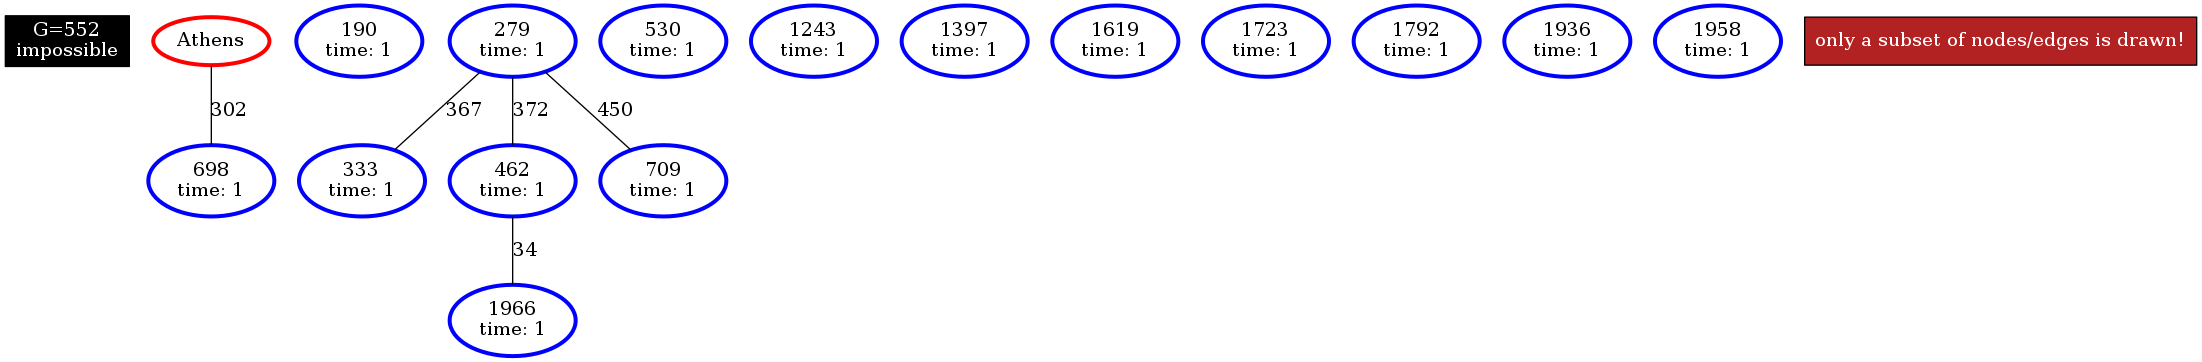 G=552
impossible
Athens
190
time: 1
279
time: 1
530
time: 1
1243
time: 1
1397
time: 1
1619
time: 1
1723
time: 1
1792
time: 1
1936
time: 1
1958
time: 1
only a subset of nodes/edges is drawn!
302
367
372
450
698
time: 1
333
time: 1
462
time: 1
709
time: 1
34
1966
time: 1